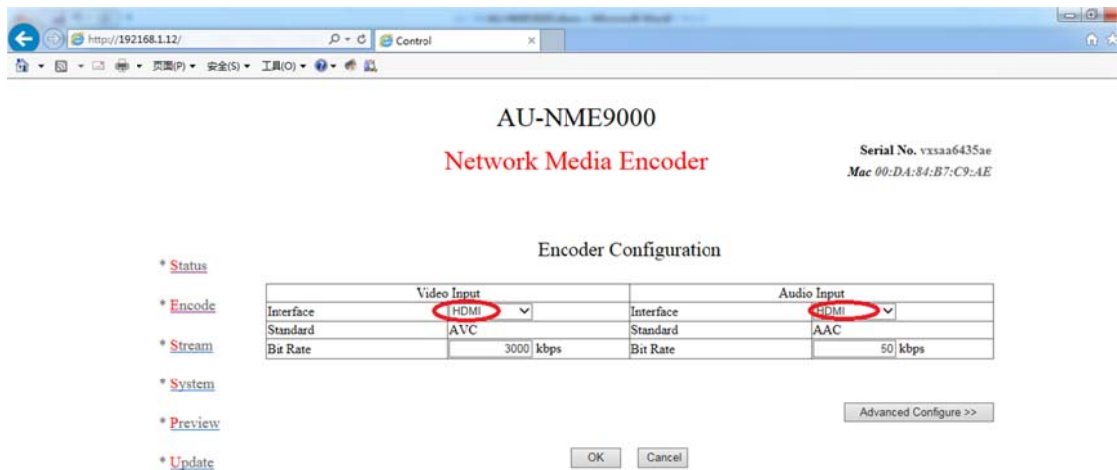 http://192168.1.12/
Control
页面(P) 安全(S) 工具(O)
AU-NME9000
Network Media Encoder
Serial No. vxsaa6435ae
Mac 00:DA:84:B7:C9:AE
Encoder Configuration
* Status
* Encode
* Stream
* System
* Preview
* Update
Video Input Audio Input
Interface HDMI Interface HDMI
Standard AVC Standard AAC
Bit Rate 3000 kbps Bit Rate 50 kbps
Advanced Configure >>
OK Cancel